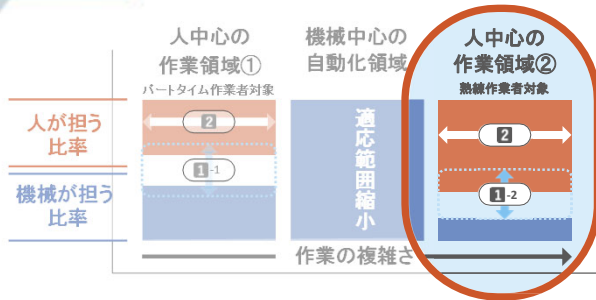 人中心の
作業領域①
パートタイム作業者対象
機械中心の
自動化領域
人中心の
作業領域②
熟練作業者対象
人が担う
比率
機械が担う
比率
2
1-1
適応範囲縮小
2
1-2
作業の複雑さ